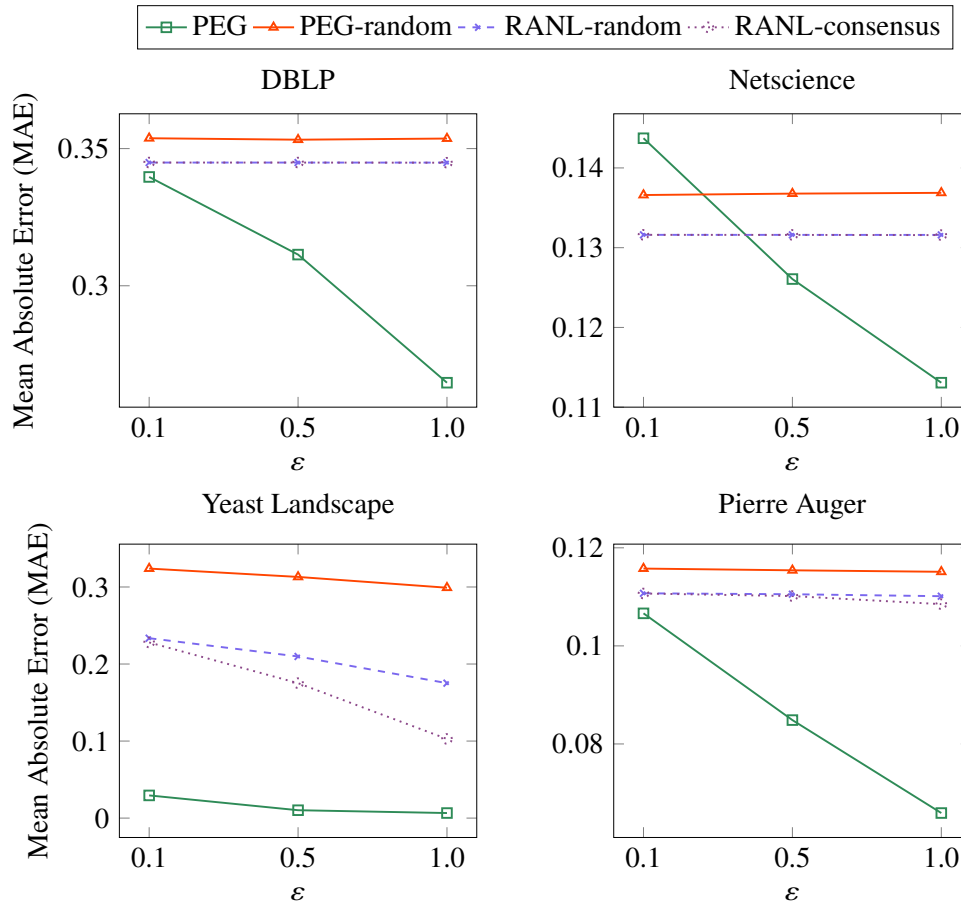 PEG PEG-random RANL-random RANL-consensus
DBLP
Mean Absolute Error (MAE)
0.35
0.3
0.1 0.5 1.0
ε
Netscience
0.14
0.13
0.12
0.11
0.1 0.5 1.0
ε
Yeast Landscape
Mean Absolute Error (MAE)
0.3
0.2
0.1
0
0.1 0.5 1.0
ε
Pierre Auger
0.12
0.1
0.08
0.1 0.5 1.0
ε